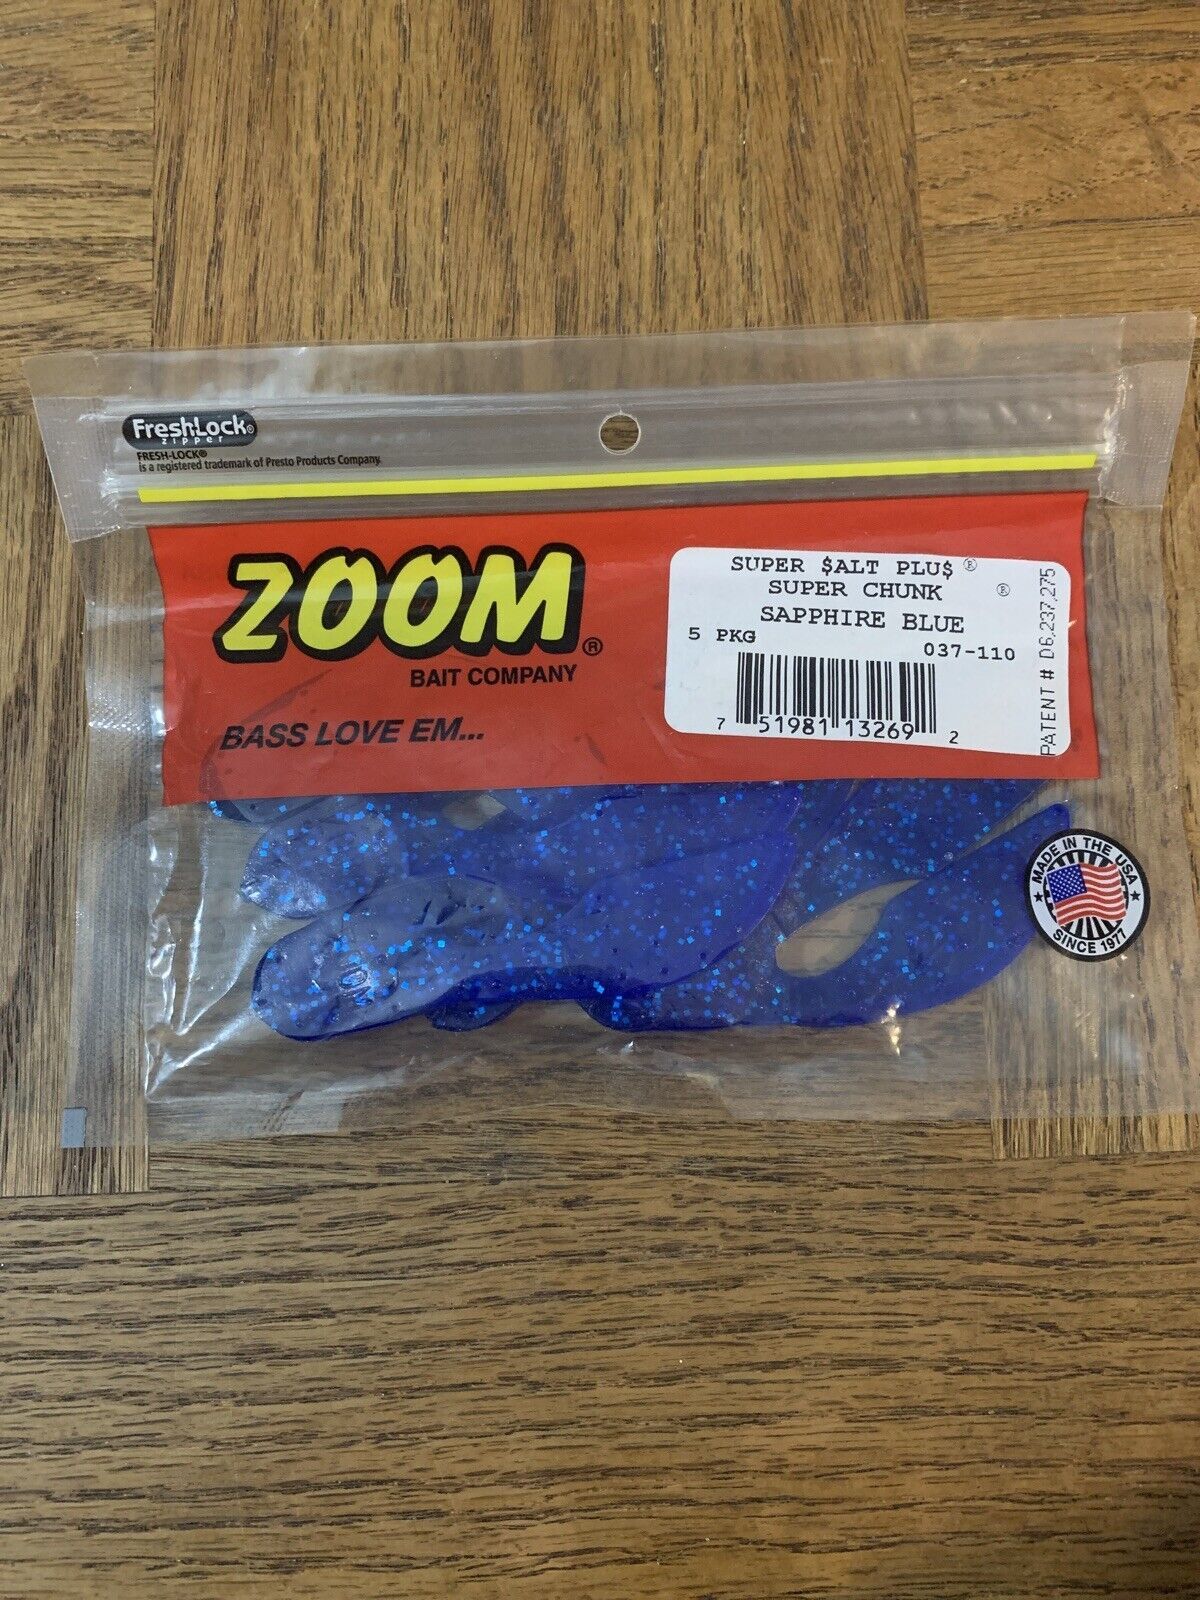 Fresh-Lock®
zipper
FRESH-LOCK®
is a registered trademark of Presto Products Company.
ZOOM®
BAIT COMPANY
BASS LOVE EM...
SUPER $ALT PLU$ ®
SUPER CHUNK ®
SAPPHIRE BLUE
5 PKG 037-110
7 51981 13269 2
PATENT # D6,237,275
MADE IN THE USA
SINCE 1977